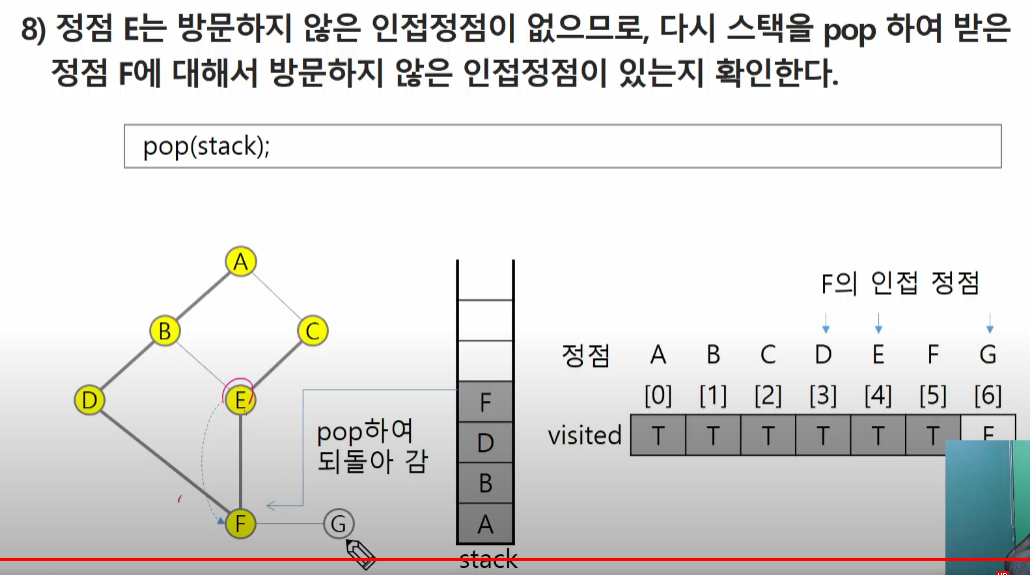 8) 정점 E는 방문하지 않은 인접정점이 없으므로, 다시 스택을 pop 하여 받은
정점 F에 대해서 방문하지 않은 인접정점이 있는지 확인한다.
pop(stack);
A
B
C
D
E
F
G
pop하여
되돌아 감
F
D
B
A
stack
F의 인접 정점
정점 A B C D E F G
[0] [1] [2] [3] [4] [5] [6]
visited T T T T T T